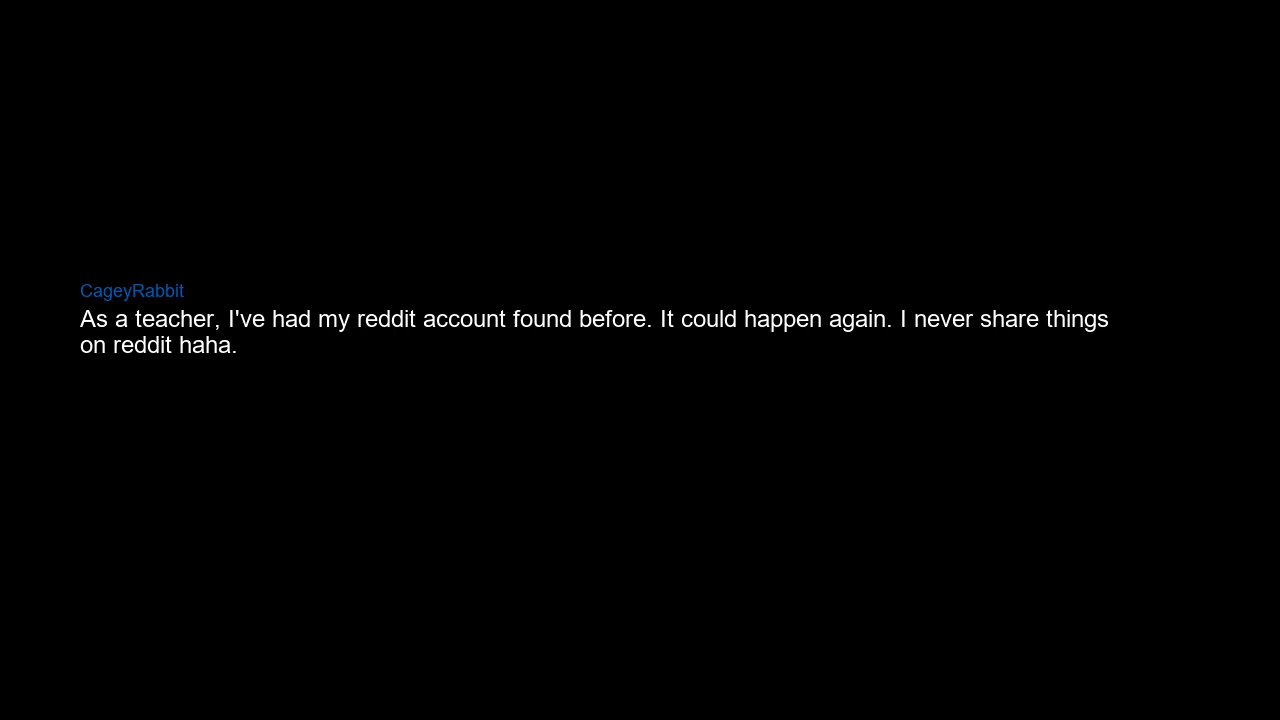 CageyRabbit
As a teacher, I've had my reddit account found before. It could happen again. I never share things
on reddit haha.